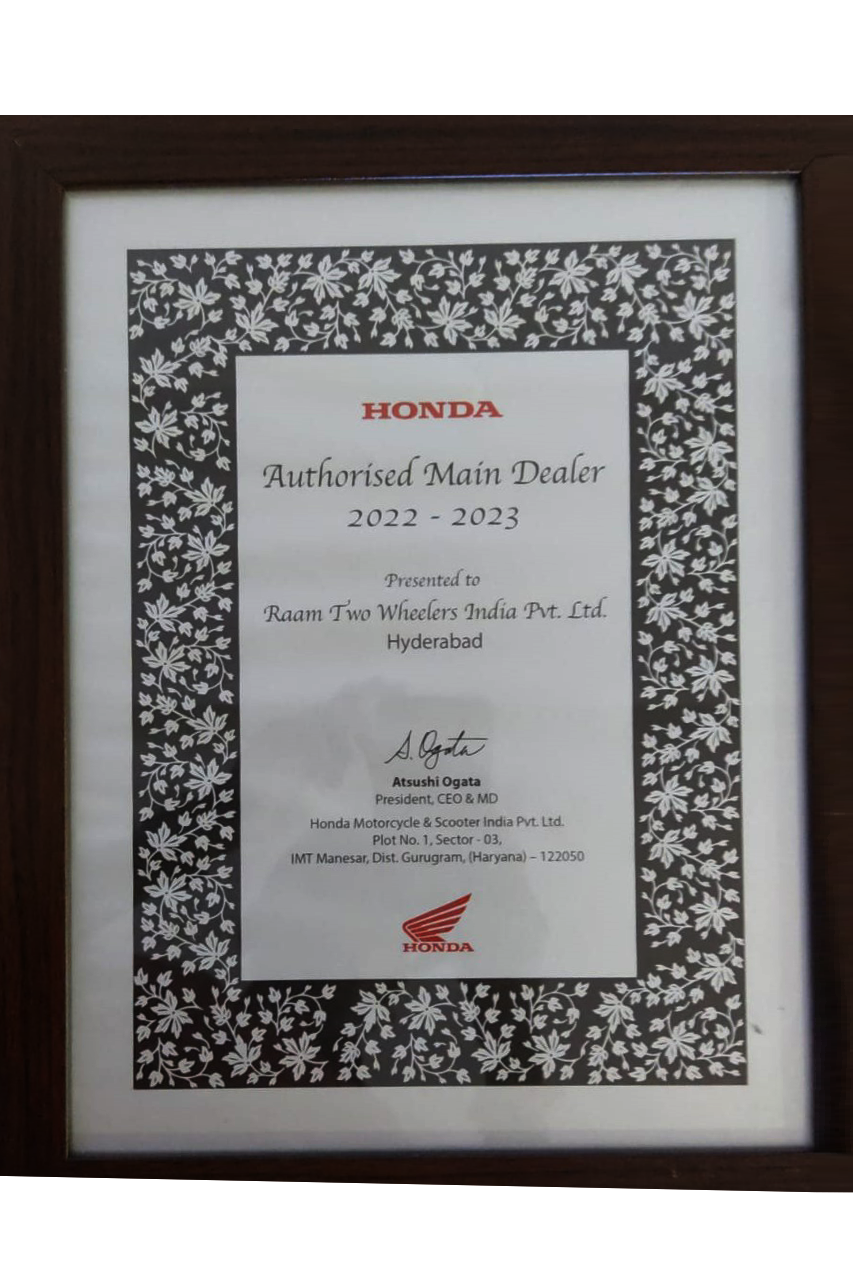 HONDA
Authorised Main Dealer
2022 - 2023
Presented to
Raam Two Wheelers India Pvt. Ltd.
Hyderabad
S. Ogata
Atsushi Ogata
President, CEO & MD
Honda Motorcycle & Scooter India Pvt. Ltd.
Plot No. 1, Sector - 03,
IMT Manesar, Dist. Gurugram, (Haryana) – 122050
HONDA